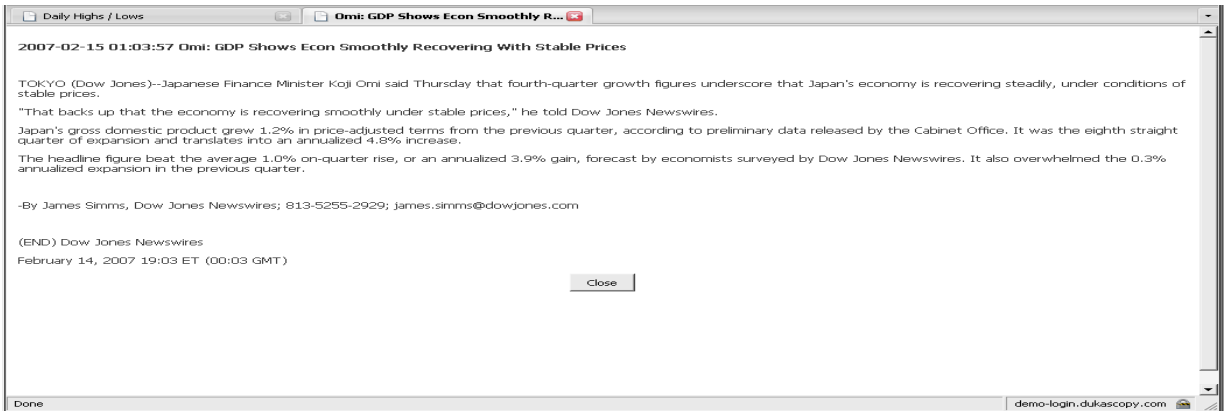 Daily Highs / Lows
Omi: GDP Shows Econ Smoothly R...
2007-02-15 01:03:57 Omi: GDP Shows Econ Smoothly Recovering With Stable Prices
TOKYO (Dow Jones)--Japanese Finance Minister Koji Omi said Thursday that fourth-quarter growth figures underscore that Japan's economy is recovering steadily, under conditions of
stable prices.
"That backs up that the economy is recovering smoothly under stable prices," he told Dow Jones Newswires.
Japan's gross domestic product grew 1.2% in price-adjusted terms from the previous quarter, according to preliminary data released by the Cabinet Office. It was the eighth straight
quarter of expansion and translates into an annualized 4.8% increase.
The headline figure beat the average 1.0% on-quarter rise, or an annualized 3.9% gain, forecast by economists surveyed by Dow Jones Newswires. It also overwhelmed the 0.3%
annualized expansion in the previous quarter.
-By James Simms, Dow Jones Newswires; 813-5255-2929; james.simms@dowjones.com
(END) Dow Jones Newswires
February 14, 2007 19:03 ET (00:03 GMT)
Close
Done
demo-login.dukascopy.com